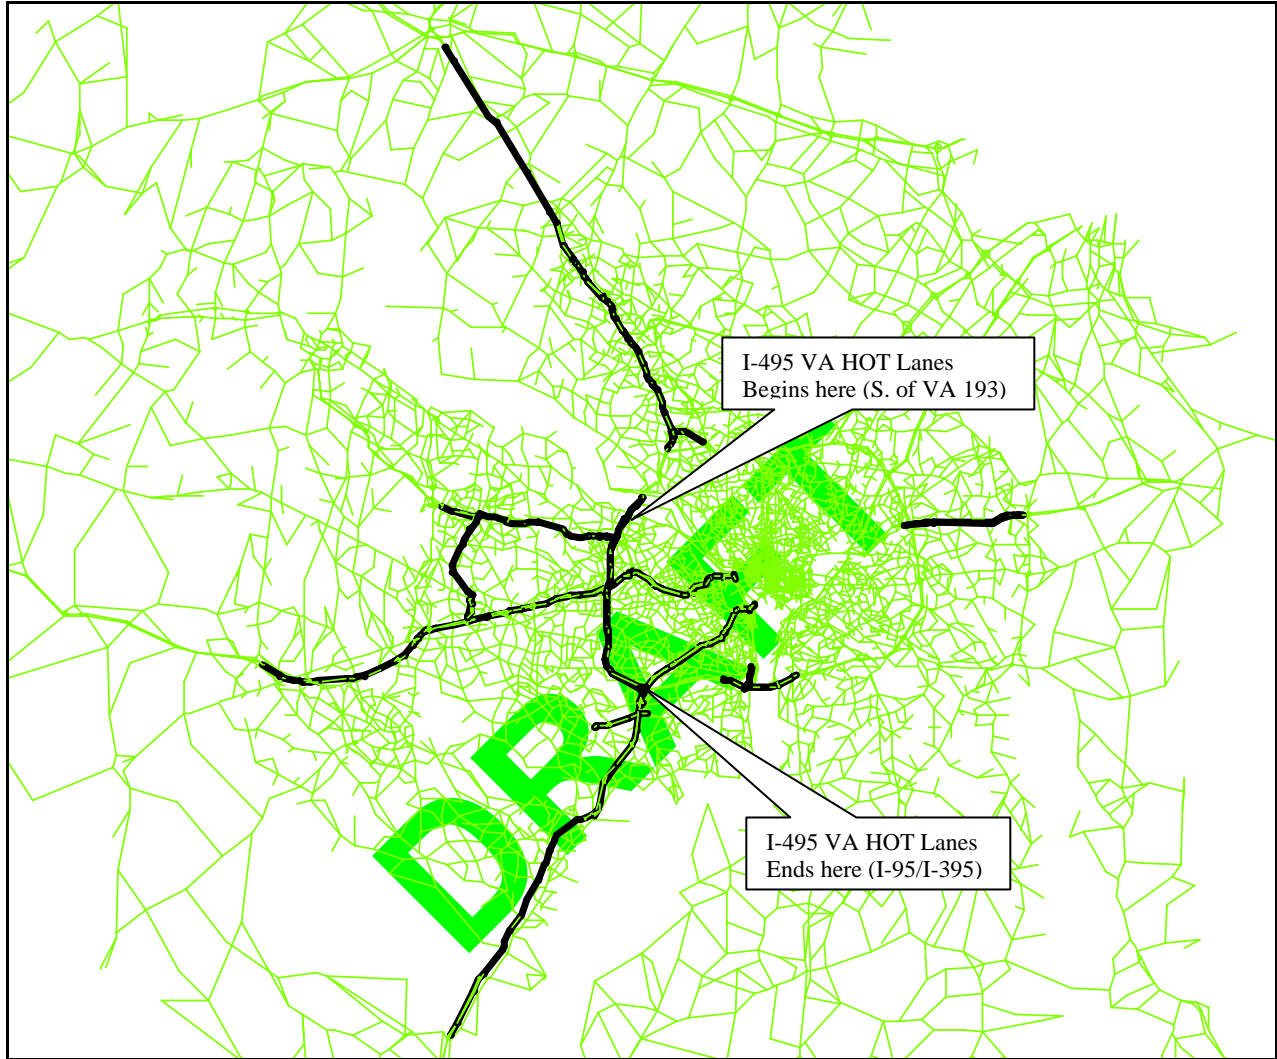 I-495 VA HOT Lanes
Begins here (S. of VA 193)
DRAFT
I-495 VA HOT Lanes
Ends here (I-95/I-395)